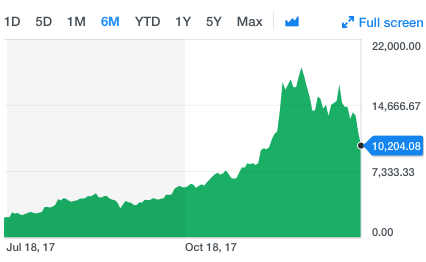 1D 5D 1M 6M YTD 1Y 5Y Max Full screen
22,000.00
14,666.67
10,204.08
7,333.33
0.00
Jul 18, 17 Oct 18, 17